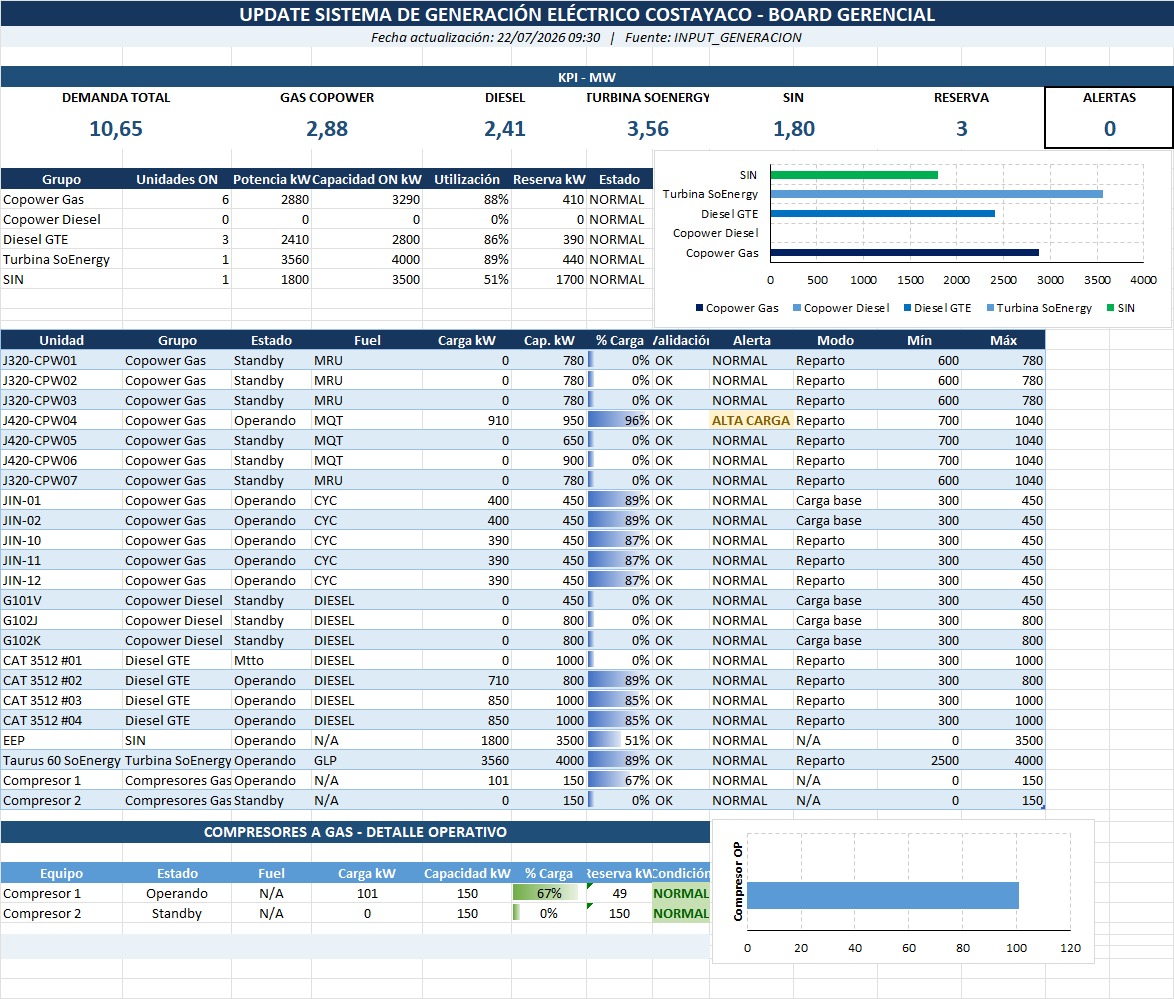 UPDATE SISTEMA DE GENERACIÓN ELÉCTRICO COSTAYACO - BOARD GERENCIAL
Fecha actualización: 22/07/2026 09:30 | Fuente: INPUT_GENERACION
KPI - MW
DEMANDA TOTAL GAS COPOWER DIESEL TURBINA SOENERGY SIN RESERVA ALERTAS
10,65 2,88 2,41 3,56 1,80 3 0
Grupo Unidades ON Potencia kW Capacidad ON kW Utilización Reserva kW Estado
Copower Gas 6 2880 3290 88% 410 NORMAL
Copower Diesel 0 0 0 0% 0 NORMAL
Diesel GTE 3 2410 2800 86% 390 NORMAL
Turbina SoEnergy 1 3560 4000 89% 440 NORMAL
SIN 1 1800 3500 51% 1700 NORMAL
SIN
Turbina SoEnergy
Diesel GTE
Copower Diesel
Copower Gas
0 500 1000 1500 2000 2500 3000 3500 4000
Copower Gas Copower Diesel Diesel GTE Turbina SoEnergy SIN
Unidad Grupo Estado Fuel Carga kW Cap. kW % Carga Validación Alerta Modo Mín Máx
J320-CPW01 Copower Gas Standby MRU 0 780 0% OK NORMAL Reparto 600 780
J320-CPW02 Copower Gas Standby MRU 0 780 0% OK NORMAL Reparto 600 780
J320-CPW03 Copower Gas Standby MRU 0 780 0% OK NORMAL Reparto 600 780
J420-CPW04 Copower Gas Operando MQT 910 950 96% OK ALTA CARGA Reparto 700 1040
J420-CPW05 Copower Gas Standby MQT 0 650 0% OK NORMAL Reparto 700 1040
J420-CPW06 Copower Gas Standby MQT 0 900 0% OK NORMAL Reparto 700 1040
J320-CPW07 Copower Gas Standby MRU 0 780 0% OK NORMAL Reparto 600 1040
JIN-01 Copower Gas Operando CYC 400 450 89% OK NORMAL Carga base 300 450
JIN-02 Copower Gas Operando CYC 400 450 89% OK NORMAL Carga base 300 450
JIN-10 Copower Gas Operando CYC 390 450 87% OK NORMAL Reparto 300 450
JIN-11 Copower Gas Operando CYC 390 450 87% OK NORMAL Reparto 300 450
JIN-12 Copower Gas Operando CYC 390 450 87% OK NORMAL Reparto 300 450
G101V Copower Diesel Standby DIESEL 0 450 0% OK NORMAL Carga base 300 450
G102J Copower Diesel Standby DIESEL 0 800 0% OK NORMAL Carga base 300 800
G102K Copower Diesel Standby DIESEL 0 800 0% OK NORMAL Carga base 300 800
CAT 3512 #01 Diesel GTE Mtto DIESEL 0 1000 0% OK NORMAL Reparto 300 1000
CAT 3512 #02 Diesel GTE Operando DIESEL 710 800 89% OK NORMAL Reparto 300 800
CAT 3512 #03 Diesel GTE Operando DIESEL 850 1000 85% OK NORMAL Reparto 300 1000
CAT 3512 #04 Diesel GTE Operando DIESEL 850 1000 85% OK NORMAL Reparto 300 1000
EEP SIN Operando N/A 1800 3500 51% OK NORMAL N/A 0 3500
Taurus 60 SoEnergy Turbina SoEnergy Operando GLP 3560 4000 89% OK NORMAL Reparto 2500 4000
Compresor 1 Compresores Gas Operando N/A 101 150 67% OK NORMAL N/A 0 150
Compresor 2 Compresores Gas Standby N/A 0 150 0% OK NORMAL N/A 0 150
COMPRESORES A GAS - DETALLE OPERATIVO
Equipo Estado Fuel Carga kW Capacidad kW % Carga Reserva kW Condición
Compresor 1 Operando N/A 101 150 67% 49 NORMAL
Compresor 2 Standby N/A 0 150 0% 150 NORMAL
Compresor OP
0 20 40 60 80 100 120